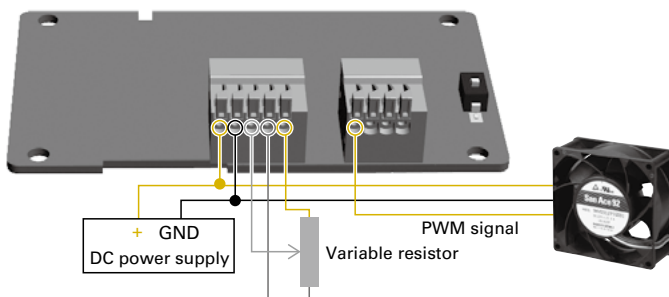 San Ace 92
PWM signal
+ GND
DC power supply
Variable resistor